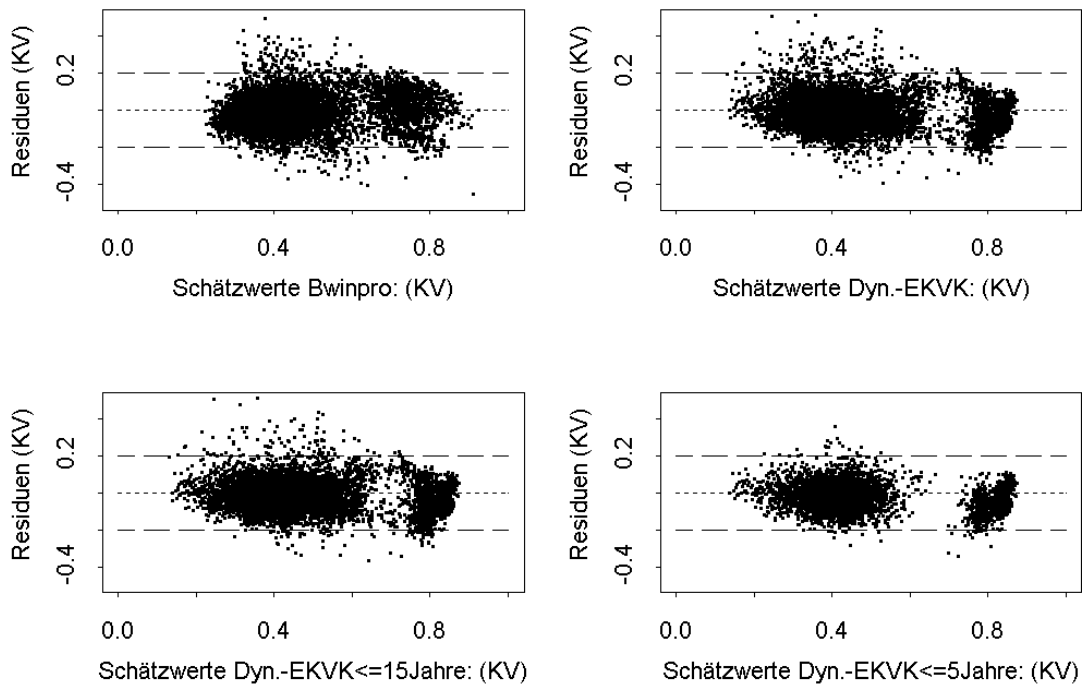 Residuen (KV)
0.2
-0.4
0.0 0.4 0.8
Schätzwerte Bwinpro: (KV)
Residuen (KV)
0.2
-0.4
0.0 0.4 0.8
Schätzwerte Dyn.-EKVK: (KV)
Residuen (KV)
0.2
-0.4
0.0 0.4 0.8
Schätzwerte Dyn.-EKVK<=15Jahre: (KV)
Residuen (KV)
0.2
-0.4
0.0 0.4 0.8
Schätzwerte Dyn.-EKVK<=5Jahre: (KV)